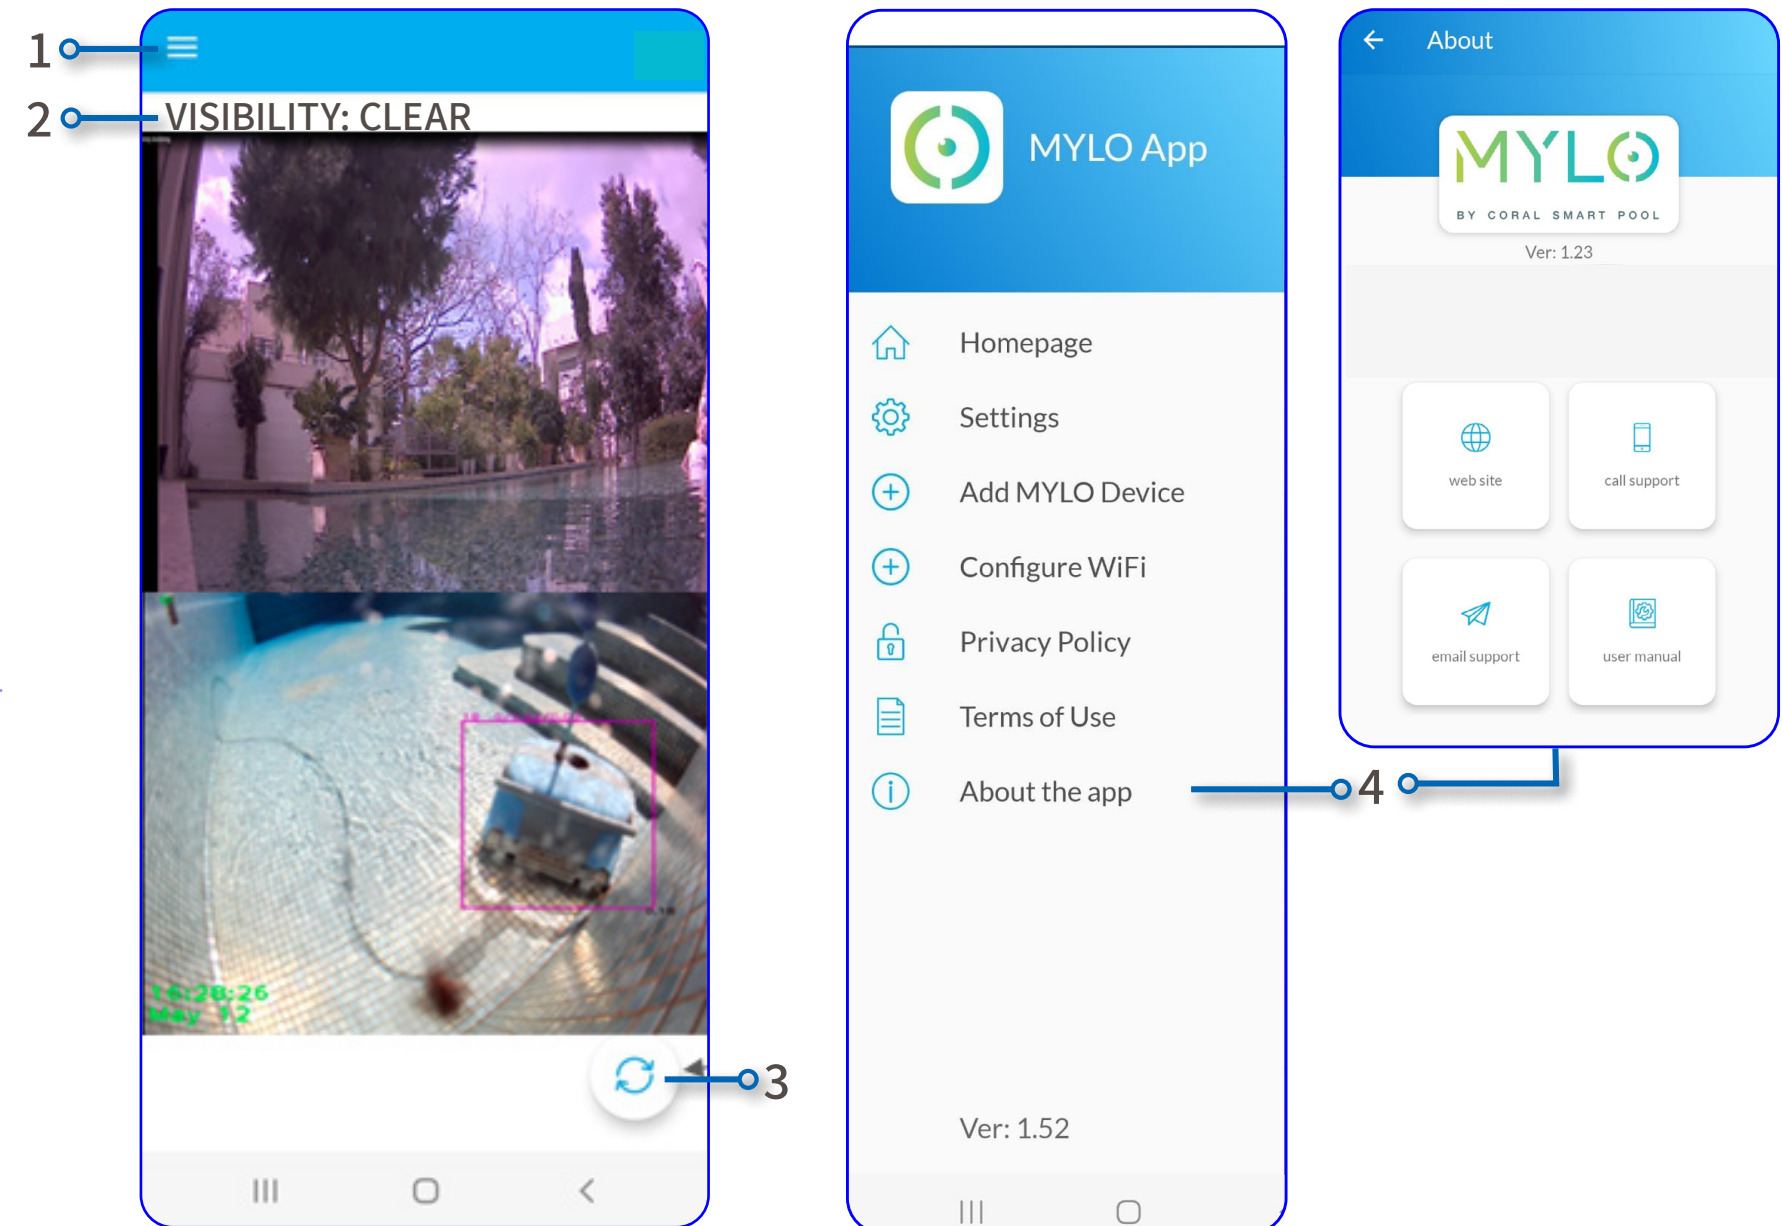 1
2
VISIBILITY: CLEAR
16:28:26
May 12
3
MYLO App
Homepage
Settings
Add MYLO Device
Configure WiFi
Privacy Policy
Terms of Use
About the app
Ver: 1.52
About
MYLO
BY CORAL SMART POOL
Ver: 1.23
web site
call support
email support
user manual
4